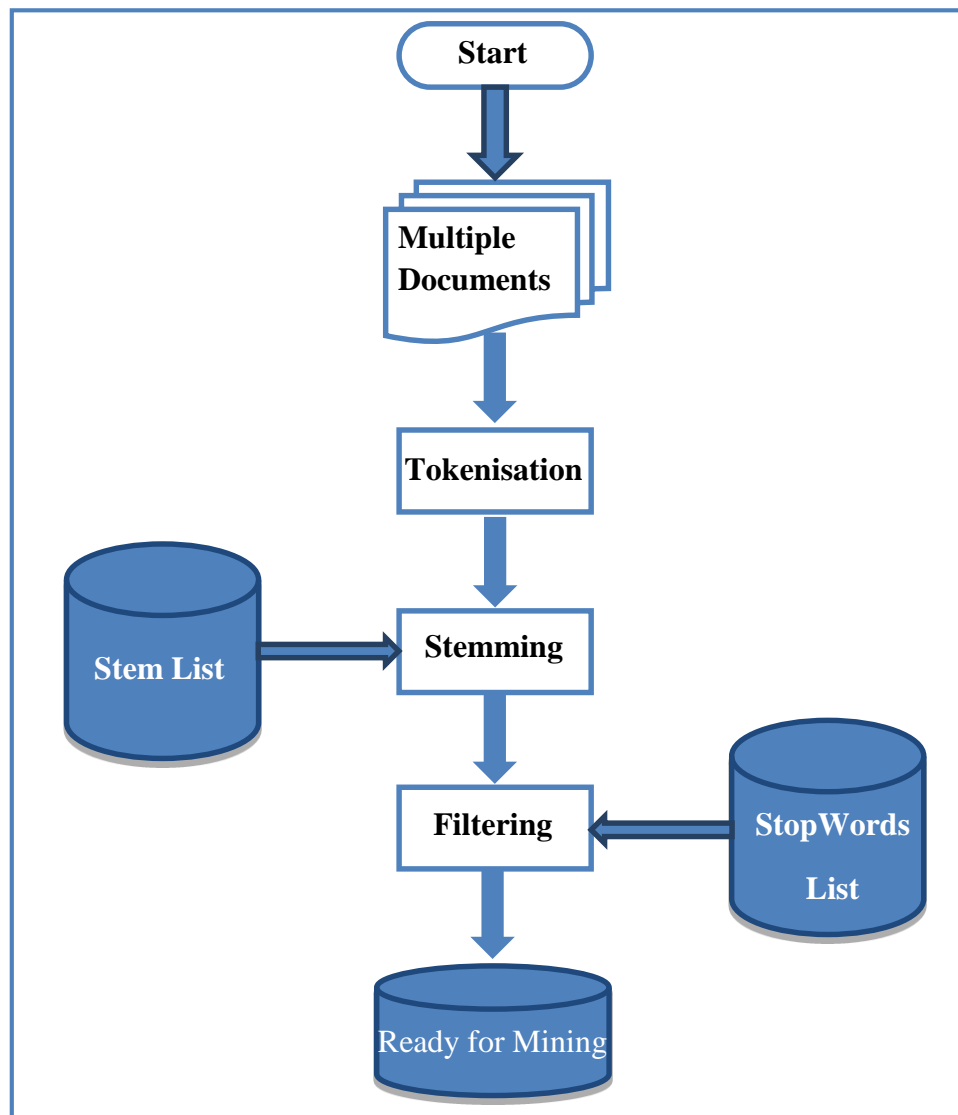 Start
Multiple
Documents
Tokenisation
Stemming
Stem List
Filtering
StopWords
List
Ready for Mining